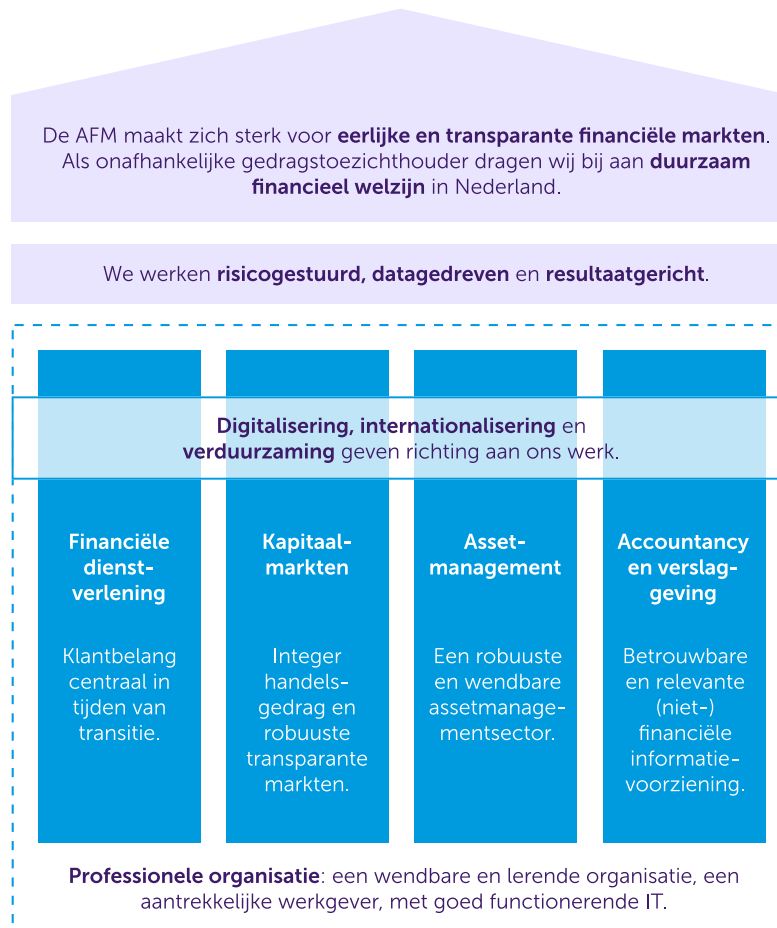 De AFM maakt zich sterk voor eerlijke en transparante financiële markten.
Als onafhankelijke gedragstoezichthouder dragen wij bij aan duurzaam
financieel welzijn in Nederland.
We werken risicogestuurd, datagedreven en resultaatgericht.
Digitalisering, internationalisering en
verduurzaming geven richting aan ons werk.
Financiële
dienst-
verlening
Klantbelang
centraal in
tijden van
transitie.
Kapitaal-
markten
Integer
handels-
gedrag en
robuuste
transparante
markten.
Asset-
management
Een robuuste
en wendbare
assetmanage-
mentsector.
Accountancy
en verslag-
geving
Betrouwbare
en relevante
(niet-)
financiële
informatie-
voorziening.
Professionele organisatie: een wendbare en lerende organisatie, een
aantrekkelijke werkgever, met goed functionerende IT.